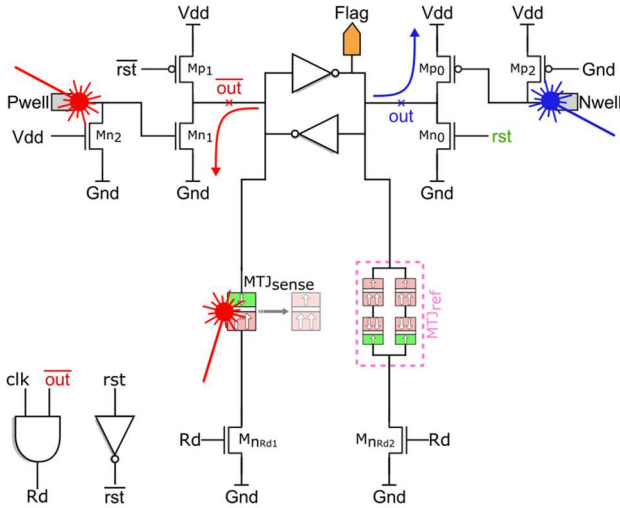 Vdd
Flag
Vdd
Vdd
rst
Mp1
Mp0
Mp2
Gnd
Pwell
out
out
Nwell
Vdd
Mn2
Mn1
Mn0
rst
Gnd
Gnd
Gnd
MTJsense
MTJref
clk
out
rst
Rd
MnRd1
MnRd2
Rd
Rd
rst
Gnd
Gnd